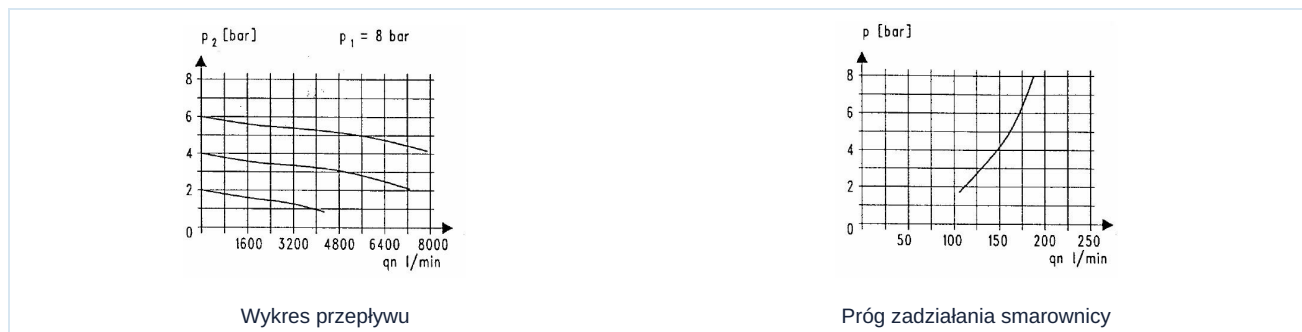 p2 [bar] p1 = 8 bar
8
6
4
2
0
1600 3200 4800 6400 8000
qn l/min
Wykres przepływu
p [bar]
8
6
4
2
0
50 100 150 200 250
qn l/min
Próg zadziałania smarownicy